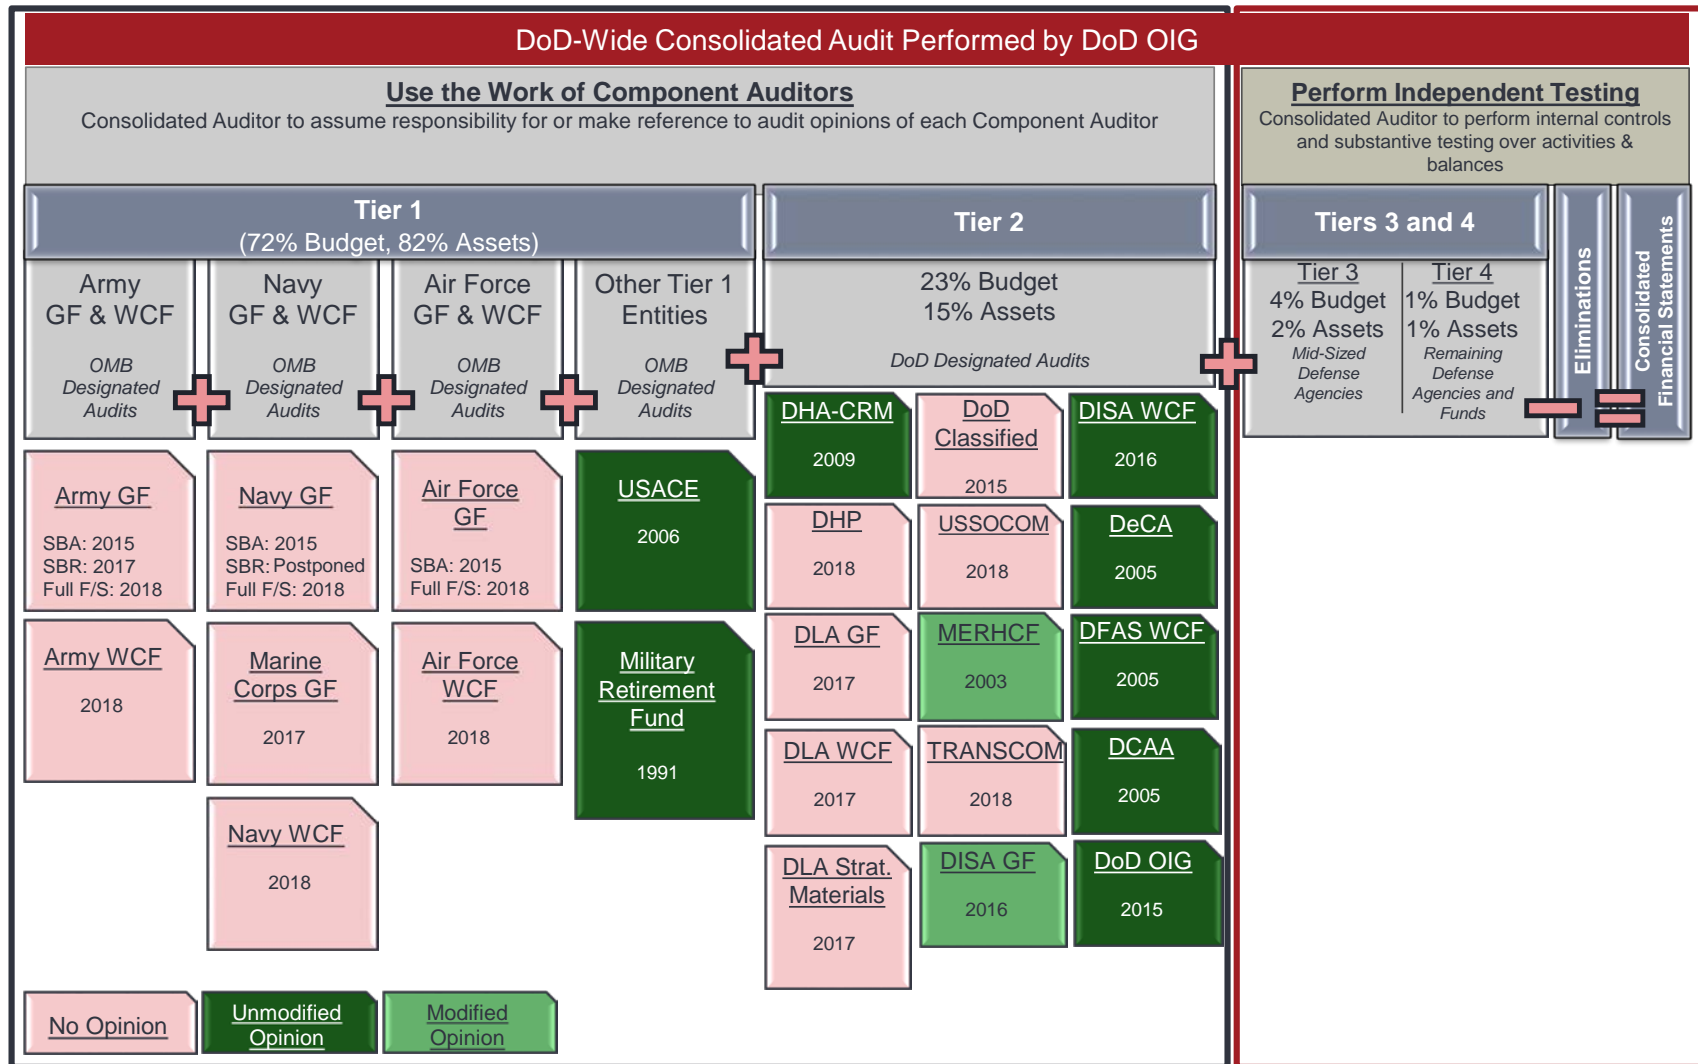 DoD-Wide Consolidated Audit Performed by DoD OIG
Use the Work of Component Auditors
Consolidated Auditor to assume responsibility for or make reference to audit opinions of each Component Auditor
Perform Independent Testing
Consolidated Auditor to perform internal controls
and substantive testing over activities &
balances
Tier 1
(72% Budget, 82% Assets)
Tier 2
Tiers 3 and 4
Eliminations
Consolidated
Financial Statements
Army
GF & WCF
OMB
Designated
Audits
Navy
GF & WCF
OMB
Designated
Audits
Air Force
GF & WCF
OMB
Designated
Audits
Other Tier 1
Entities
OMB
Designated
Audits
23% Budget
15% Assets
DoD Designated Audits
Tier 3
4% Budget
2% Assets
Mid-Sized
Defense
Agencies
Tier 4
1% Budget
1% Assets
Remaining
Defense
Agencies and
Funds
Army GF
SBA: 2015
SBR: 2017
Full F/S: 2018
Navy GF
SBA: 2015
SBR: Postponed
Full F/S: 2018
Air Force
GF
SBA: 2015
Full F/S: 2018
USACE
2006
Army WCF
2018
Marine
Corps GF
2017
Air Force
WCF
2018
Military
Retirement
Fund
1991
Navy WCF
2018
DHA-CRM
2009
DoD
Classified
2015
DISA WCF
2016
DHP
2018
USSOCOM
2018
DeCA
2005
DLA GF
2017
MERHCF
2003
DFAS WCF
2005
DLA WCF
2017
TRANSCOM
2018
DCAA
2005
DLA Strat.
Materials
2017
DISA GF
2016
DoD OIG
2015
No Opinion
Unmodified
Opinion
Modified
Opinion